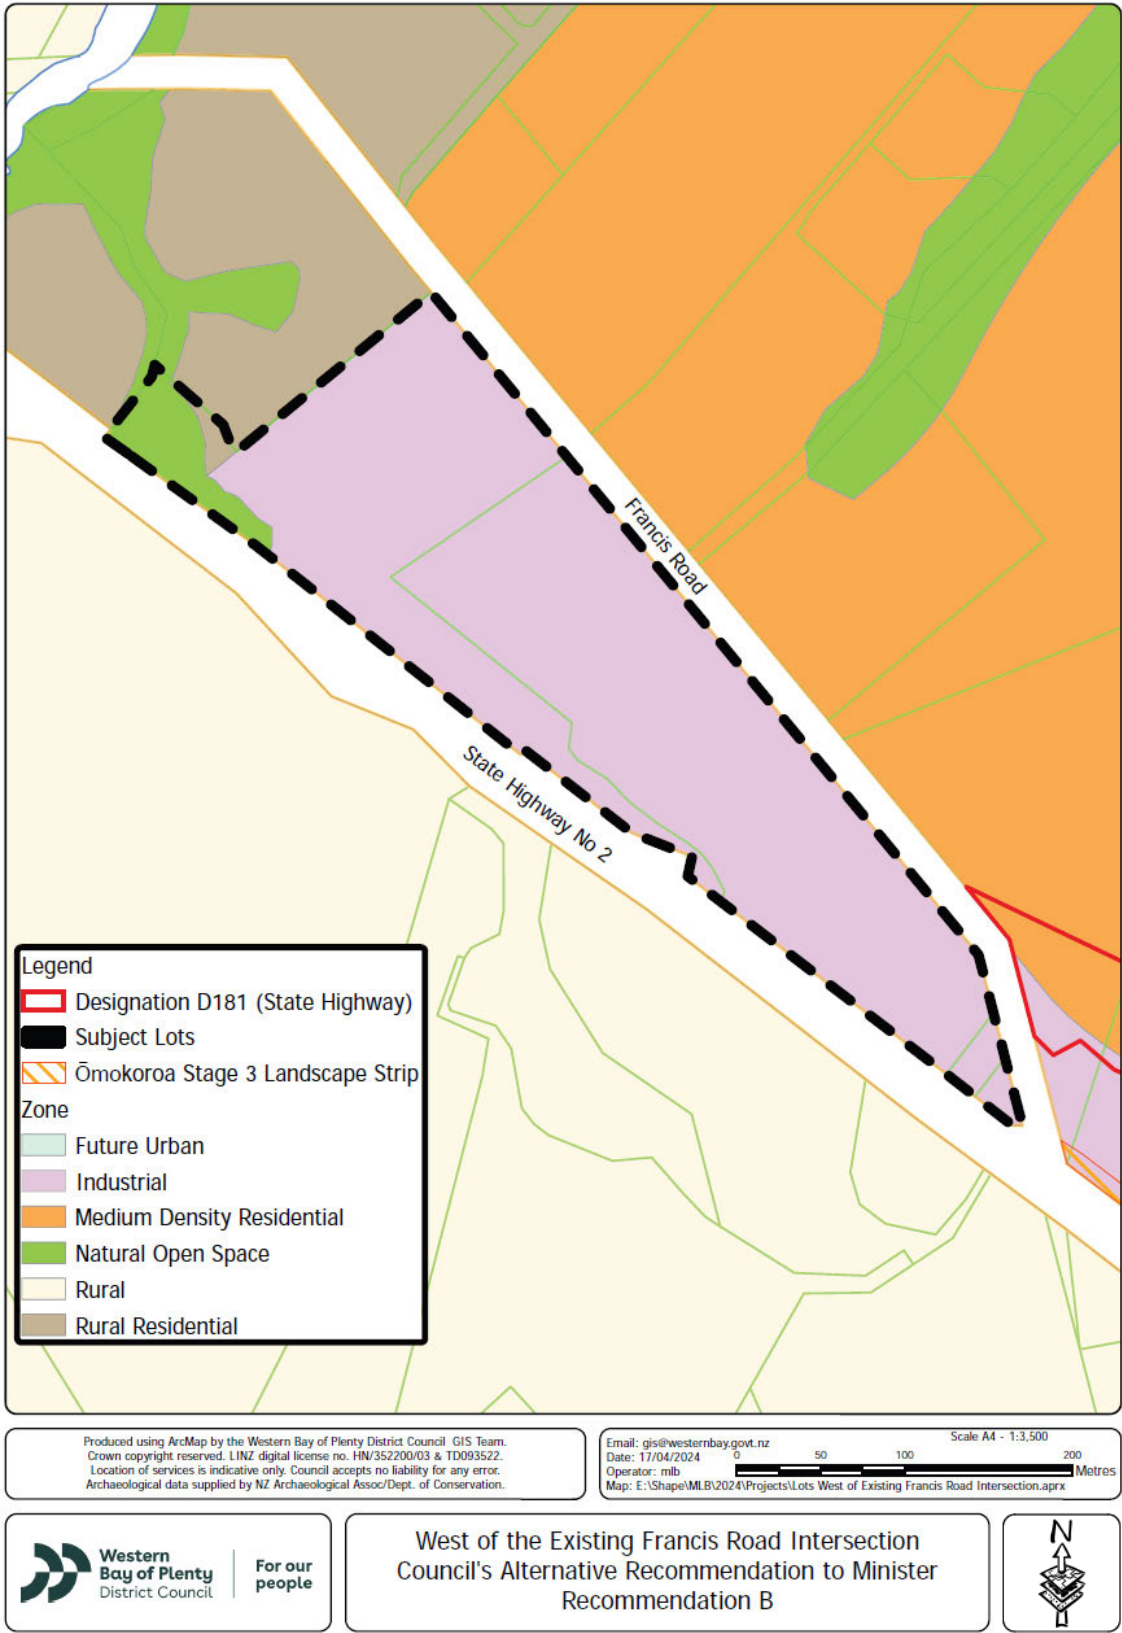 Francis Road
State Highway No 2
Legend
Designation D181 (State Highway)
Subject Lots
Ōmokoroa Stage 3 Landscape Strip
Zone
Future Urban
Industrial
Medium Density Residential
Natural Open Space
Rural
Rural Residential
Produced using ArcMap by the Western Bay of Plenty District Council GIS Team.
Crown copyright reserved. LINZ digital license no. HN/352200/03 & TD093522.
Location of services is indicative only. Council accepts no liability for any error.
Archaeological data supplied by NZ Archaeological Assoc/Dept. of Conservation.
Scale A4 - 1:3,500
Email: gis@westernbay.govt.nz
Date: 17/04/2024
Operator: mlb
0 50 100 200
Metres
Map: E:\Shape\MLB\2024\Projects\Lots West of Existing Francis Road Intersection.aprx
Western
Bay of Plenty
District Council
For our
people
West of the Existing Francis Road Intersection
Council's Alternative Recommendation to Minister
Recommendation B
N